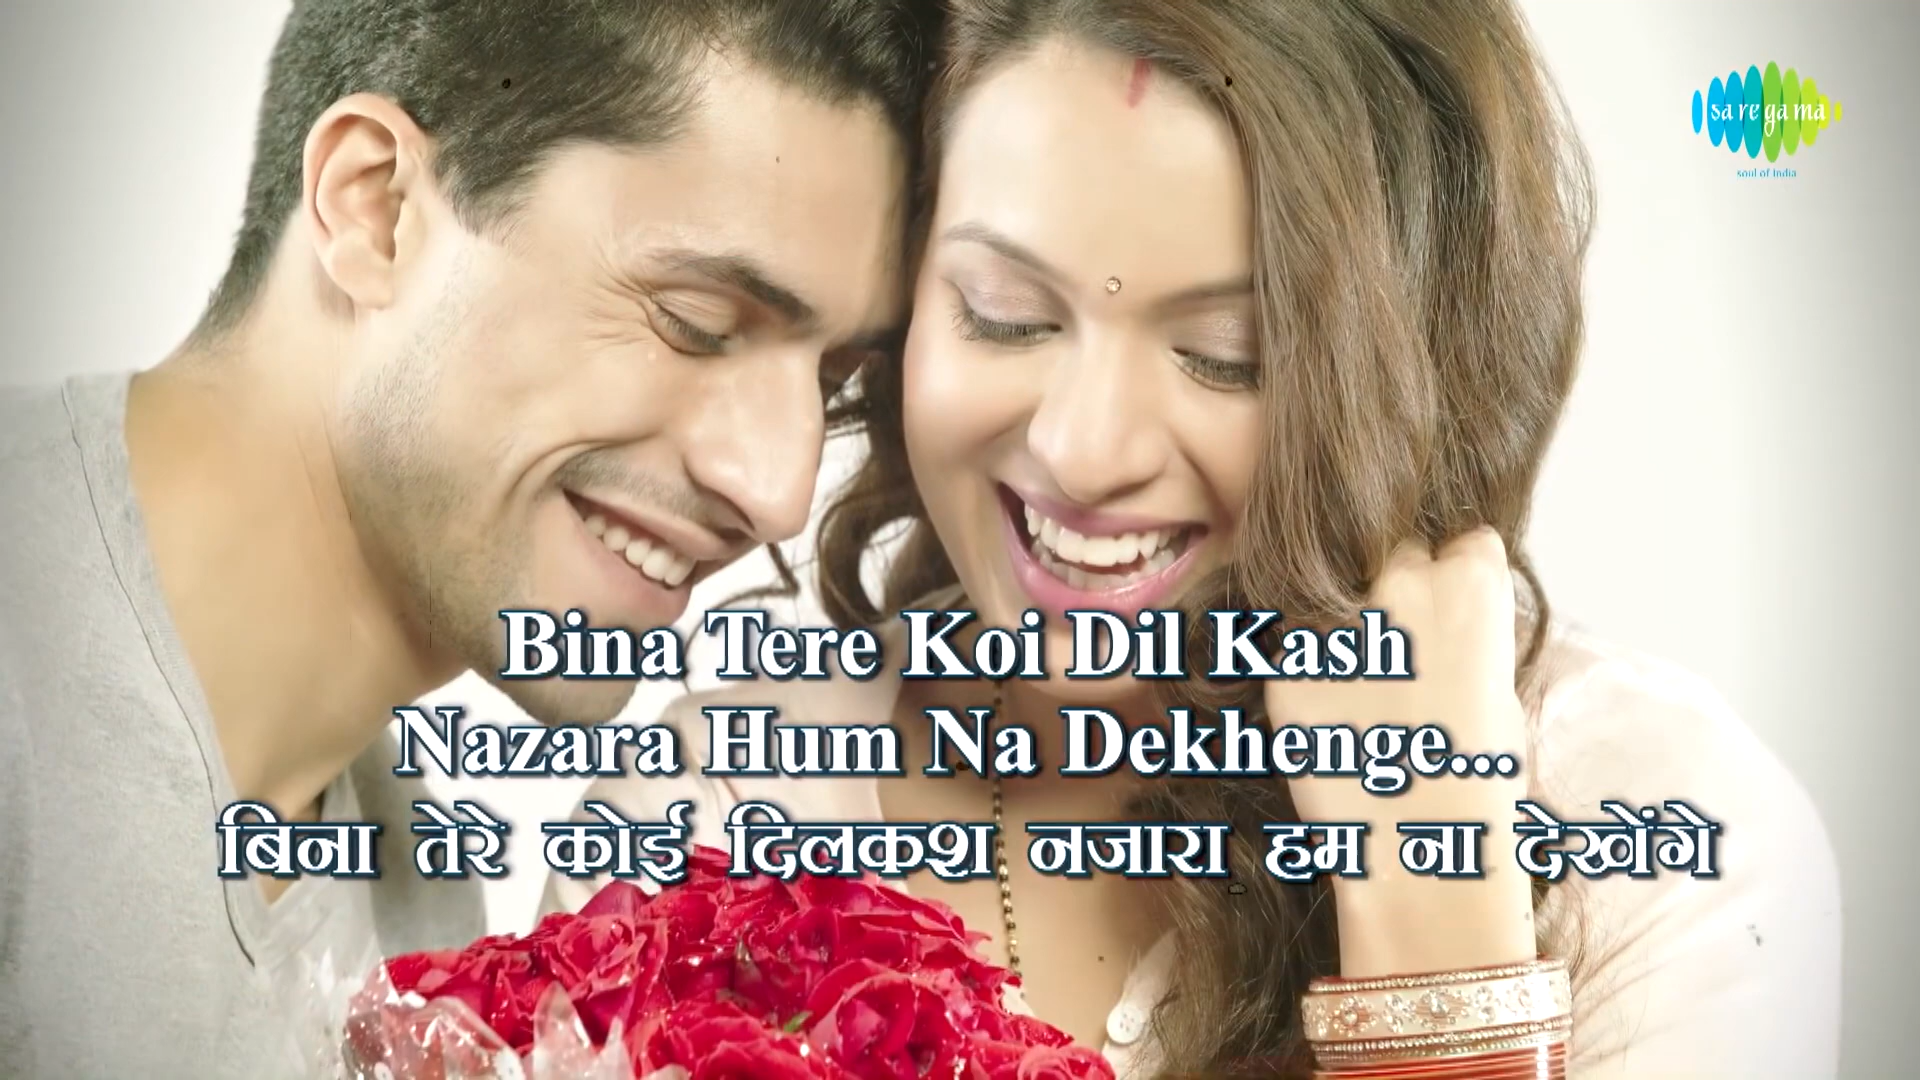 sa re ga ma
soul of India
Bina Tere Koi Dil Kash
Nazara Hum Na Dekhenge...
बिना तेरे कोई दिलकश नजारा हम ना देखेंगे